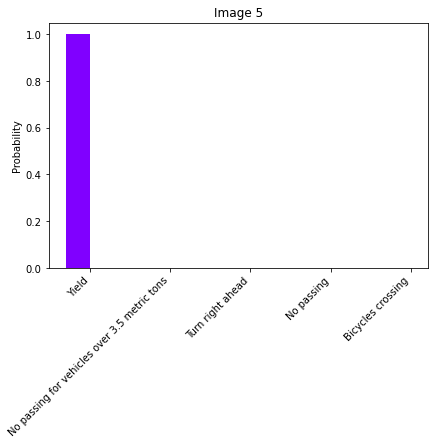 Image 5
Probability
1.0
0.8
0.6
0.4
0.2
0.0
Yield
No passing for vehicles over 3.5 metric tons
Turn right ahead
No passing
Bicycles crossing